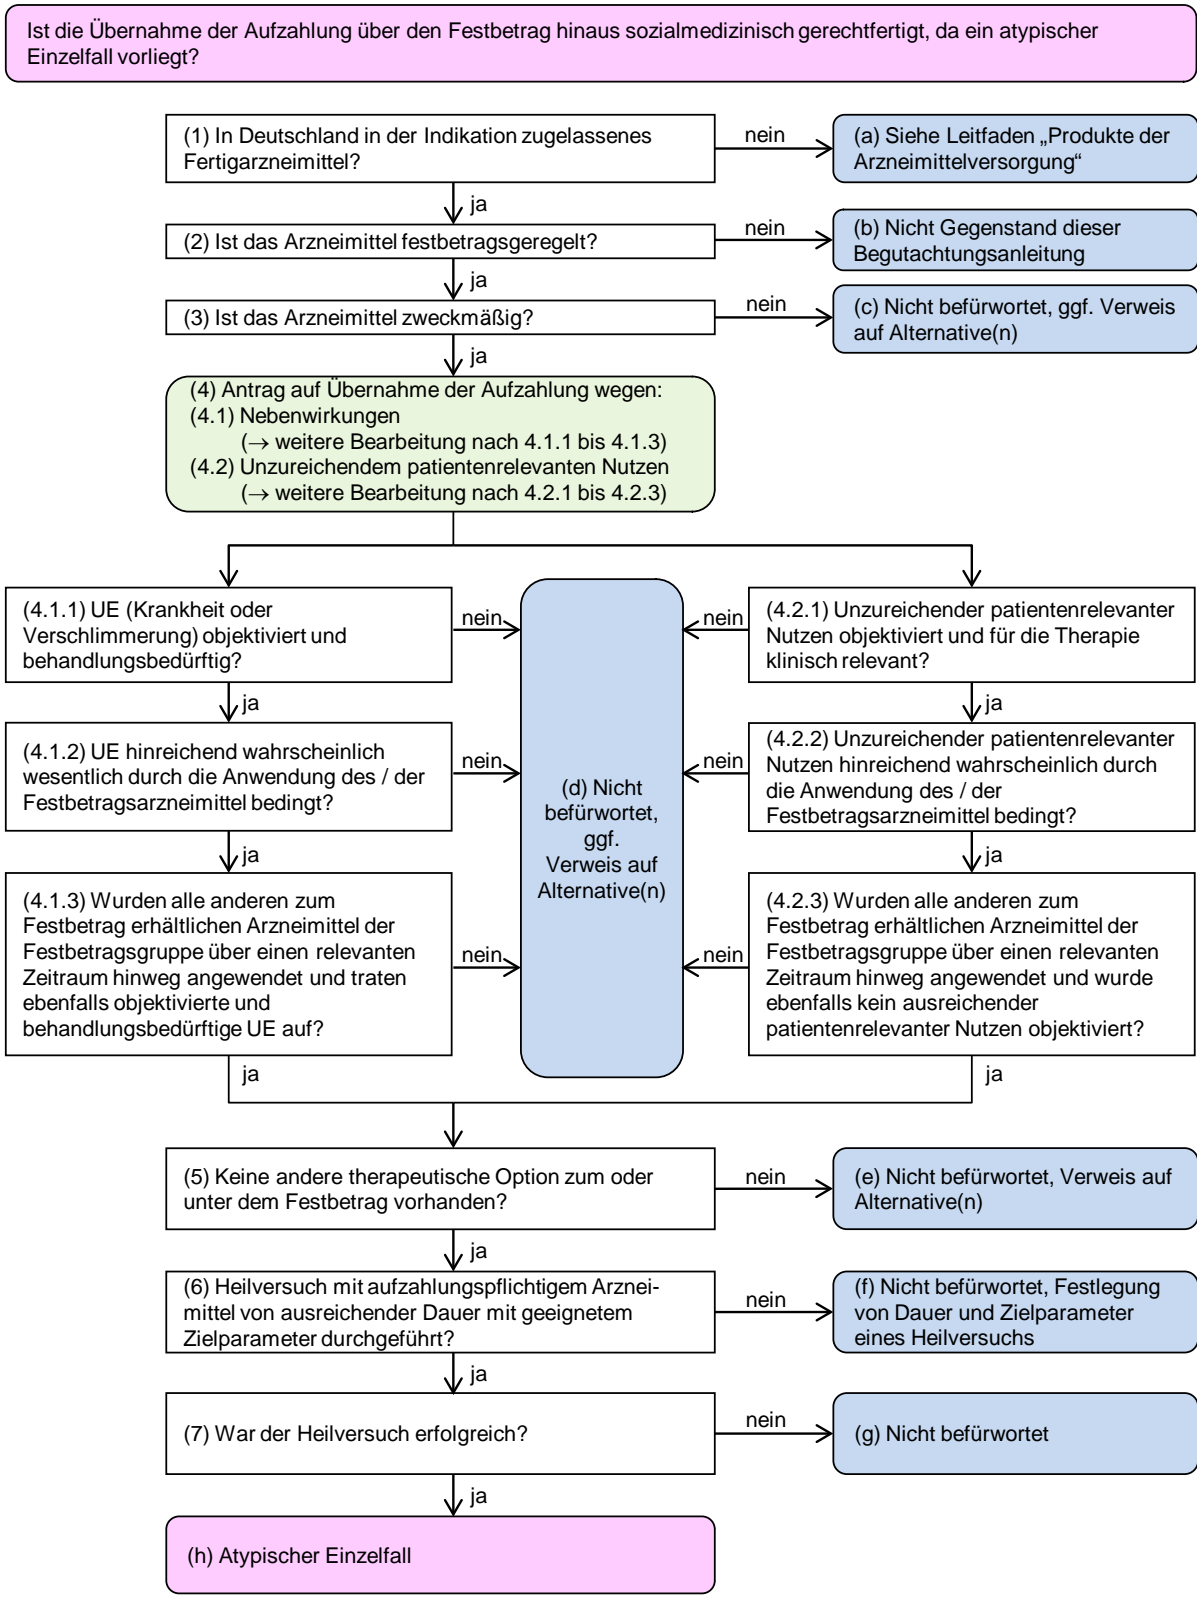 Ist die Übernahme der Aufzahlung über den Festbetrag hinaus sozialmedizinisch gerechtfertigt, da ein atypischer
Einzelfall vorliegt?
(1) In Deutschland in der Indikation zugelassenes
Fertigarzneimittel?
nein
(a) Siehe Leitfaden „Produkte der
Arzneimittelversorgung“
ja
(2) Ist das Arzneimittel festbetragsgeregelt?
nein
(b) Nicht Gegenstand dieser
Begutachtungsanleitung
ja
(3) Ist das Arzneimittel zweckmäßig?
nein
(c) Nicht befürwortet, ggf. Verweis
auf Alternative(n)
ja
(4) Antrag auf Übernahme der Aufzahlung wegen:
(4.1) Nebenwirkungen
(→ weitere Bearbeitung nach 4.1.1 bis 4.1.3)
(4.2) Unzureichendem patientenrelevanten Nutzen
(→ weitere Bearbeitung nach 4.2.1 bis 4.2.3)
(4.1.1) UE (Krankheit oder
Verschlimmerung) objektiviert und
behandlungsbedürftig?
nein
ja
(4.1.2) UE hinreichend wahrscheinlich
wesentlich durch die Anwendung des / der
Festbetragsarzneimittel bedingt?
nein
ja
(4.1.3) Wurden alle anderen zum
Festbetrag erhältlichen Arzneimittel der
Festbetragsgruppe über einen relevanten
Zeitraum hinweg angewendet und traten
ebenfalls objektivierte und
behandlungsbedürftige UE auf?
nein
ja
(d) Nicht
befürwortet,
ggf.
Verweis auf
Alternative(n)
nein
(4.2.1) Unzureichender patientenrelevanter
Nutzen objektiviert und für die Therapie
klinisch relevant?
ja
nein
(4.2.2) Unzureichender patientenrelevanter
Nutzen hinreichend wahrscheinlich durch
die Anwendung des / der
Festbetragsarzneimittel bedingt?
ja
nein
(4.2.3) Wurden alle anderen zum
Festbetrag erhältlichen Arzneimittel der
Festbetragsgruppe über einen relevanten
Zeitraum hinweg angewendet und wurde
ebenfalls kein ausreichender
patientenrelevanter Nutzen objektiviert?
ja
(5) Keine andere therapeutische Option zum oder
unter dem Festbetrag vorhanden?
nein
(e) Nicht befürwortet, Verweis auf
Alternative(n)
ja
(6) Heilversuch mit aufzahlungspflichtigem Arznei-
mittel von ausreichender Dauer mit geeignetem
Zielparameter durchgeführt?
nein
(f) Nicht befürwortet, Festlegung
von Dauer und Zielparameter
eines Heilversuchs
ja
(7) War der Heilversuch erfolgreich?
nein
(g) Nicht befürwortet
ja
(h) Atypischer Einzelfall